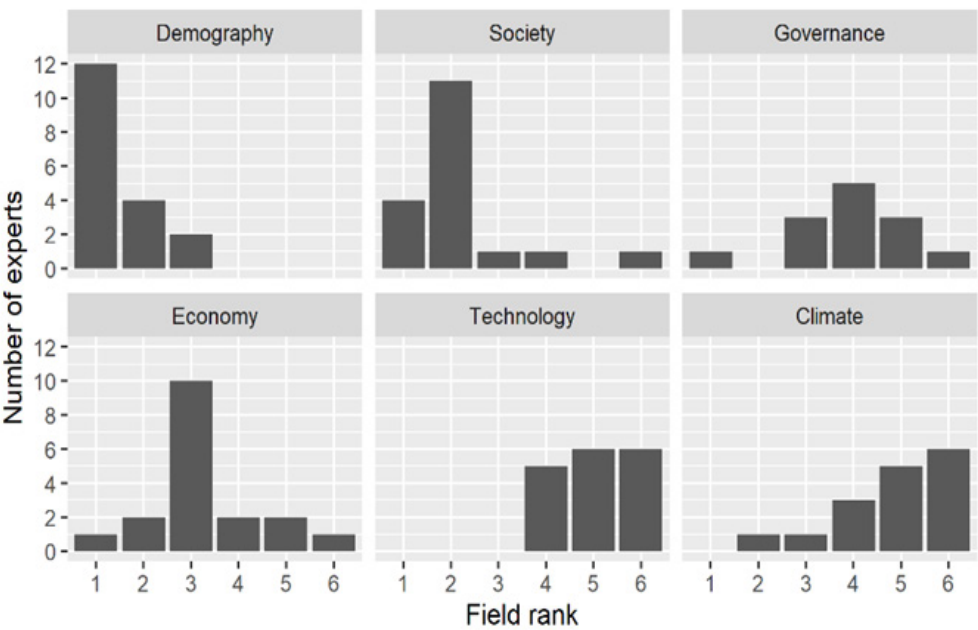 Demography Society Governance
12
10
8
6
4
2
0
Number of experts
Economy Technology Climate
12
10
8
6
4
2
0
1 2 3 4 5 6 1 2 3 4 5 6 1 2 3 4 5 6
Field rank